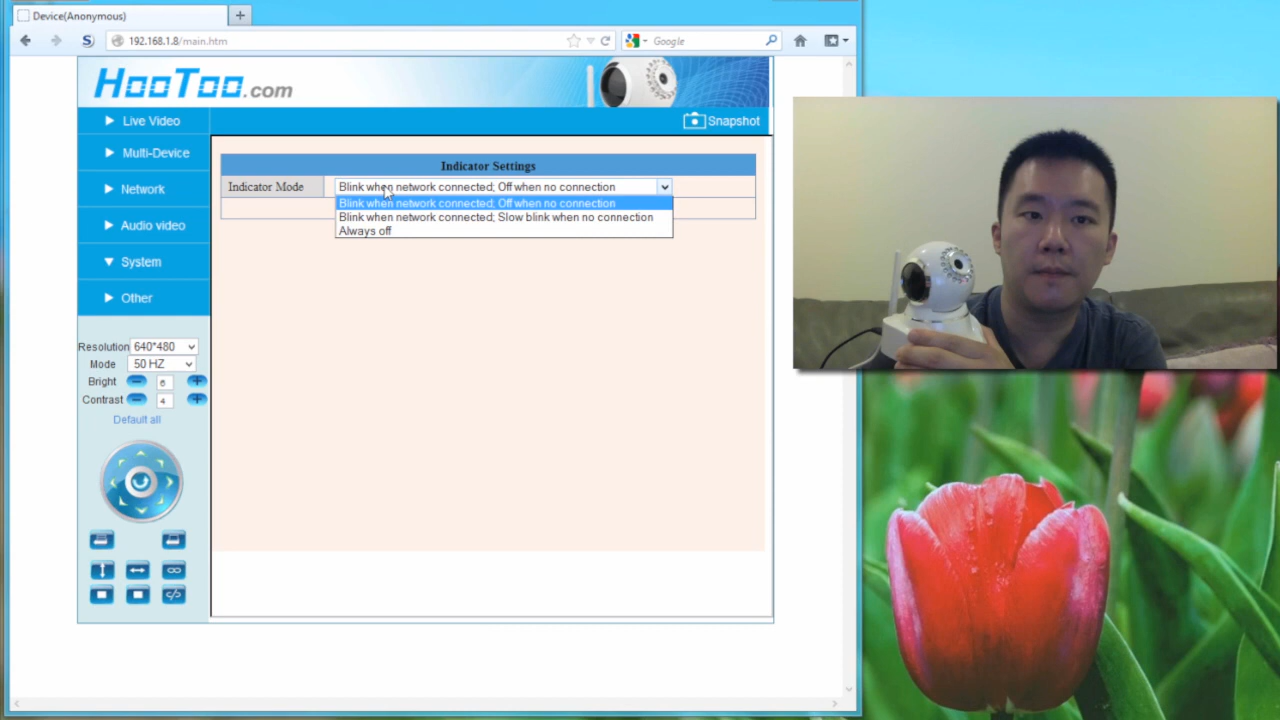 Device(Anonymous)
192.168.1.8/main.htm
Google
HooToo.com
Live Video
Snapshot
Multi-Device
Network
Audio video
System
Other
Indicator Settings
Indicator Mode
Blink when network connected; Off when no connection
Blink when network connected; Off when no connection
Blink when network connected; Slow blink when no connection
Always off
Resolution 640*480
Mode 50 HZ
Bright 6
Contrast 4
Default all